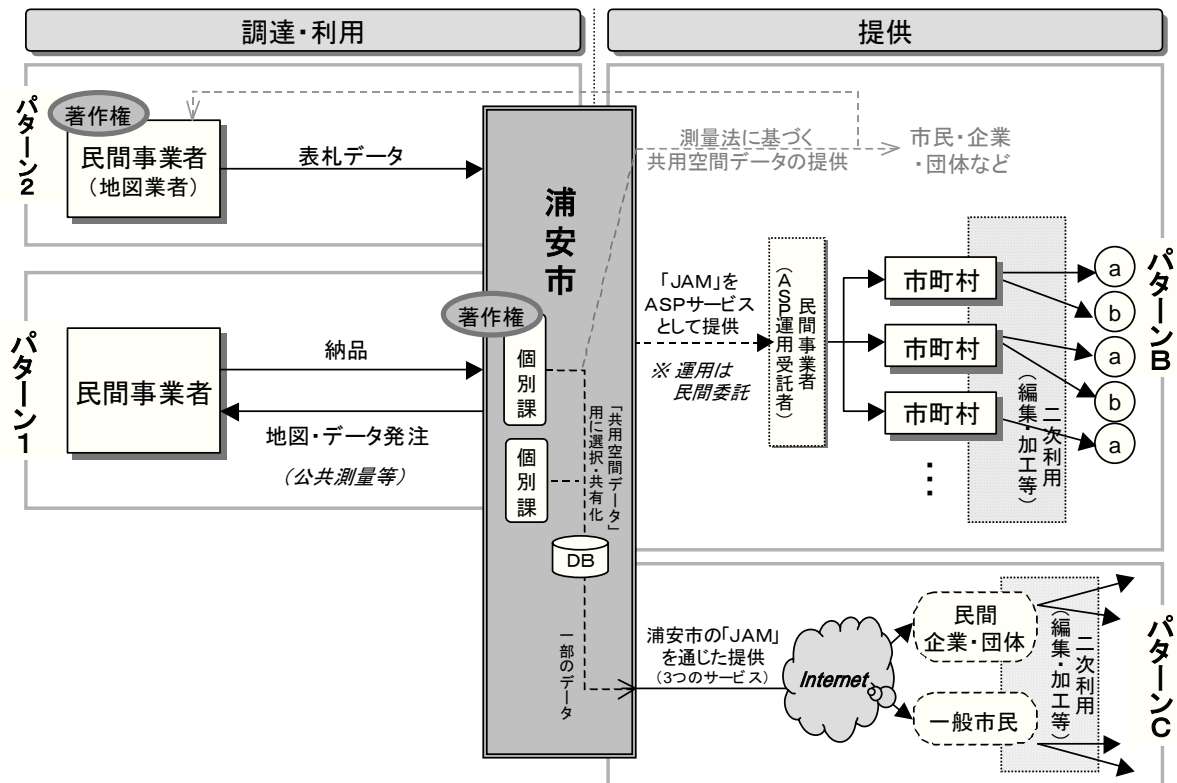 調達・利用
提供
パターン2
著作権
民間事業者
（地図業者）
表札データ
浦安市
測量法に基づく
共用空間データの提供
市民・企業
・団体など
パターン1
民間事業者
納品
地図・データ発注
（公共測量等）
著作権
個別課
個別課
「共用空間データ」
用に選択・共有化
DB
一部のデータ
「JAM」を
ASPサービス
として提供
※ 運用は
民間委託
民間事業者
（ASP運用受託者）
市町村
市町村
市町村
⋮
二次利用
（編集・加工等）
a
b
a
b
a
パターンB
浦安市の「JAM」
を通じた提供
（3つのサービス）
Internet
民間
企業・団体
一般市民
二次利用
（編集・加工等）
パターンC